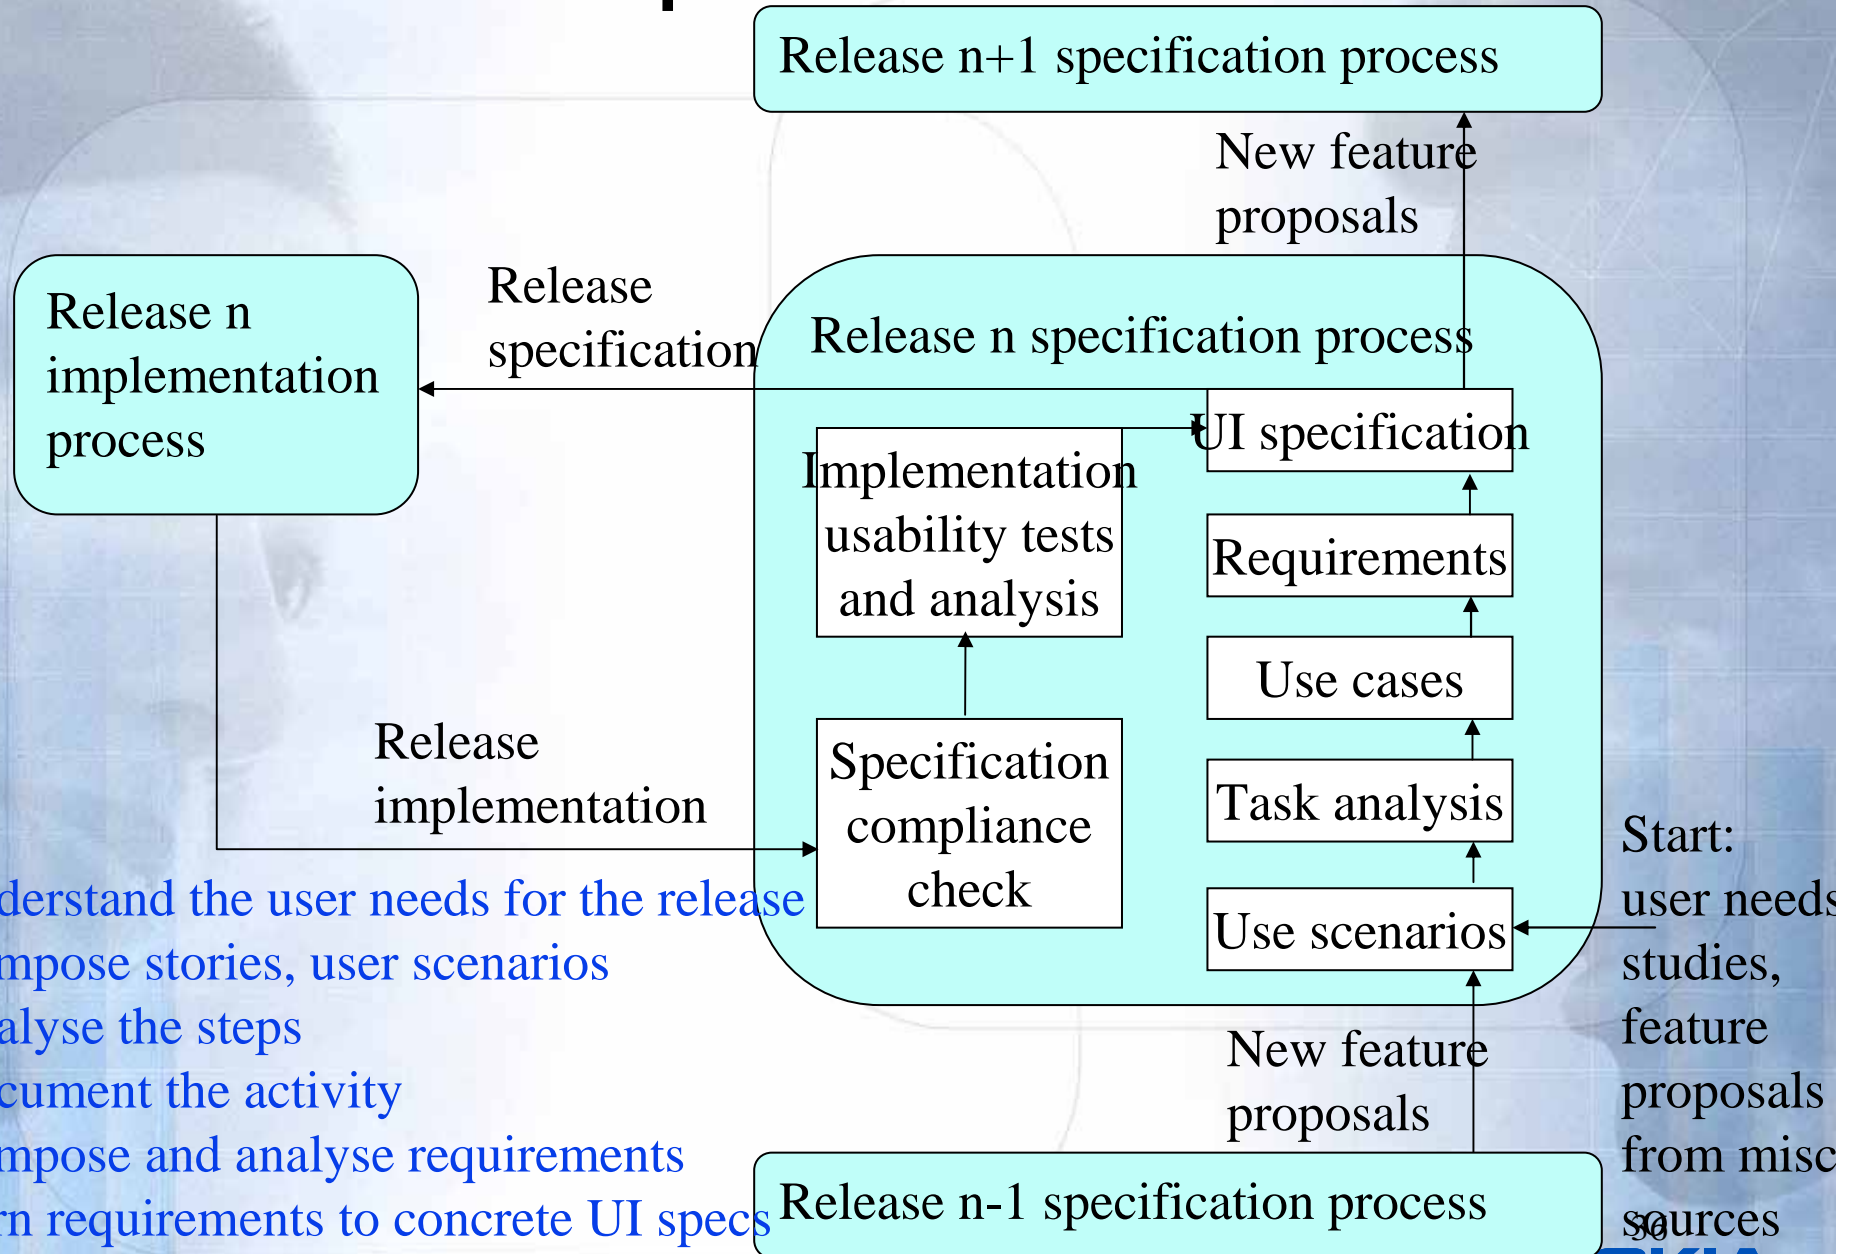 Release n+1 specification process
New feature
proposals
Release
specification
Release n
implementation
process
Release n specification process
UI specification
Implementation
usability tests
and analysis
Requirements
Use cases
Release
implementation
Specification
compliance
check
Task analysis
Use scenarios
Start:
user needs
studies,
feature
proposals
from misc
sources
derstand the user needs for the release
mpose stories, user scenarios
alyse the steps
cument the activity
mpose and analyse requirements
rn requirements to concrete UI specs
New feature
proposals
Release n-1 specification process
36